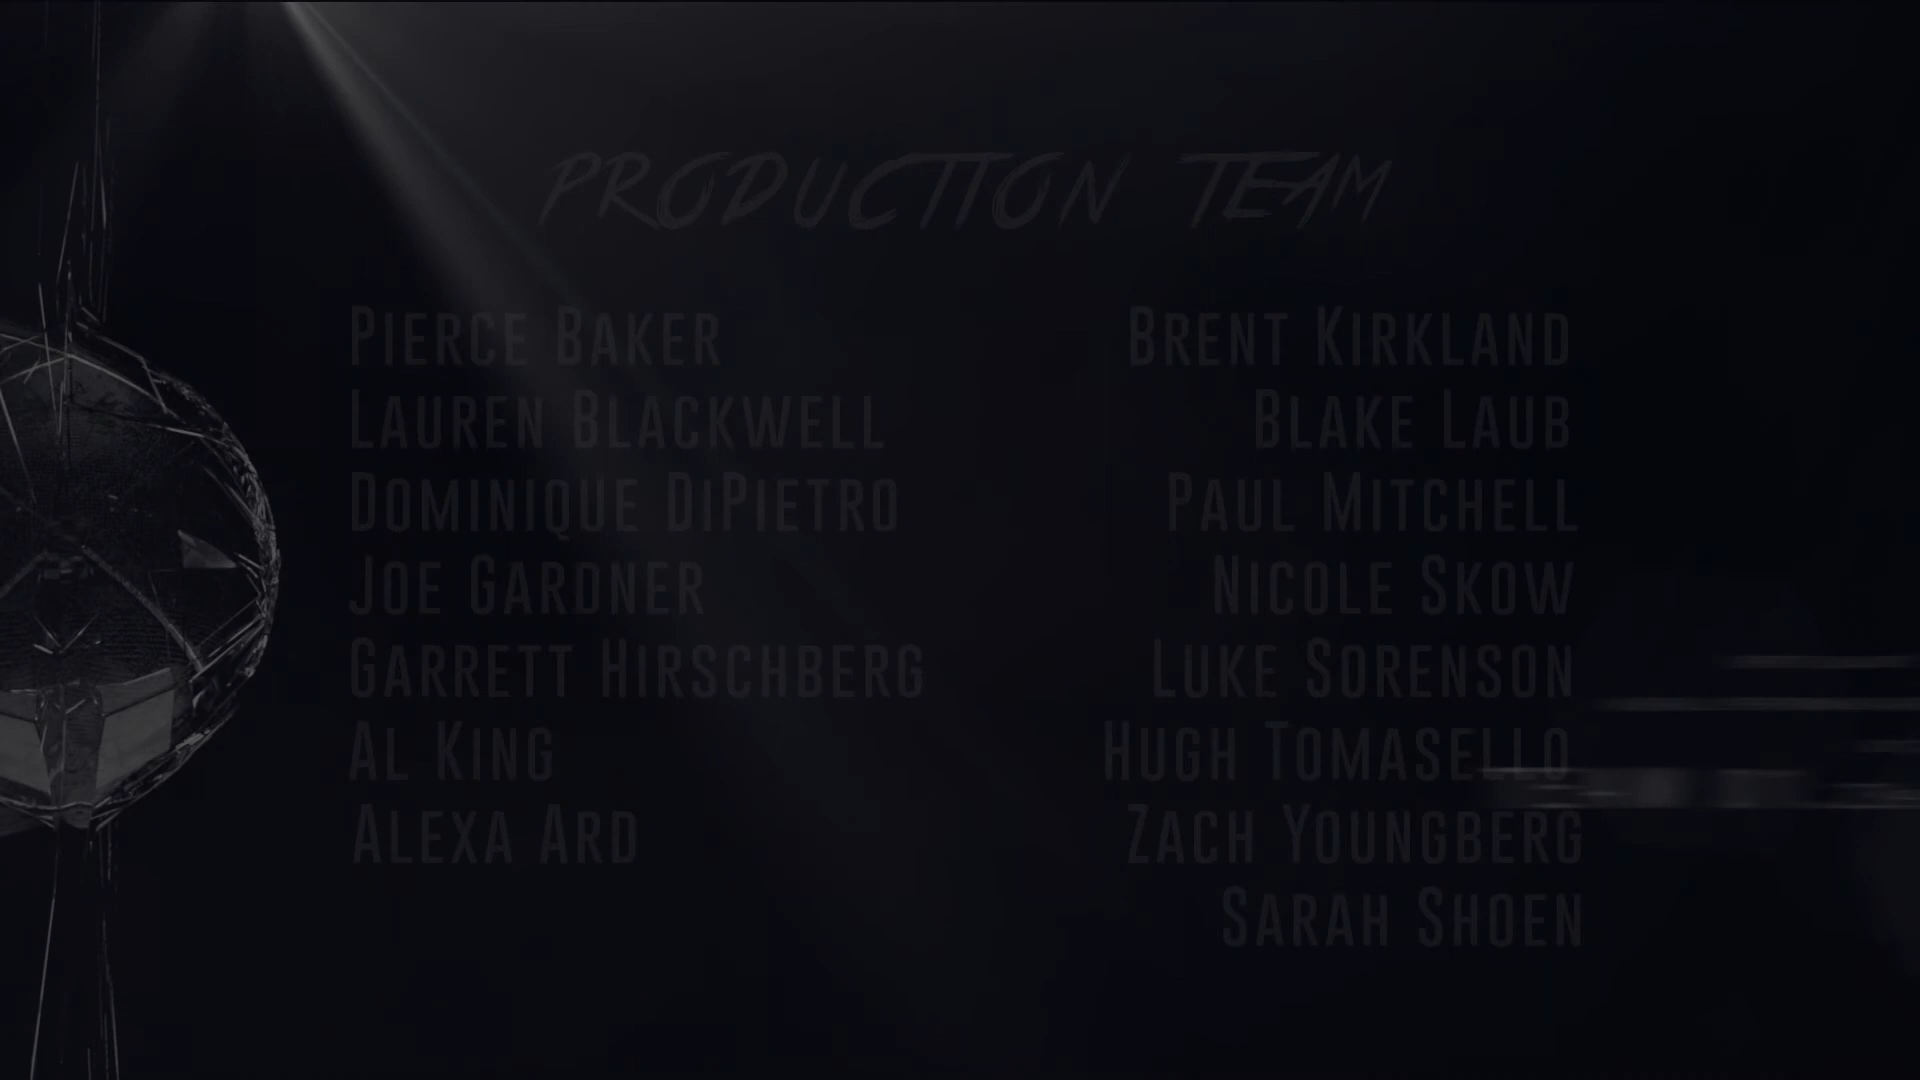 PRODUCTION TEAM
PIERCE BAKER
LAUREN BLACKWELL
DOMINIQUE DIPIETRO
JOE GARDNER
GARRETT HIRSCHBERG
AL KING
ALEXA ARD
BRENT KIRKLAND
BLAKE LAUB
PAUL MITCHELL
NICOLE SKOW
LUKE SORENSON
HUGH TOMASELLO
ZACH YOUNGBERG
SARAH SHOEN